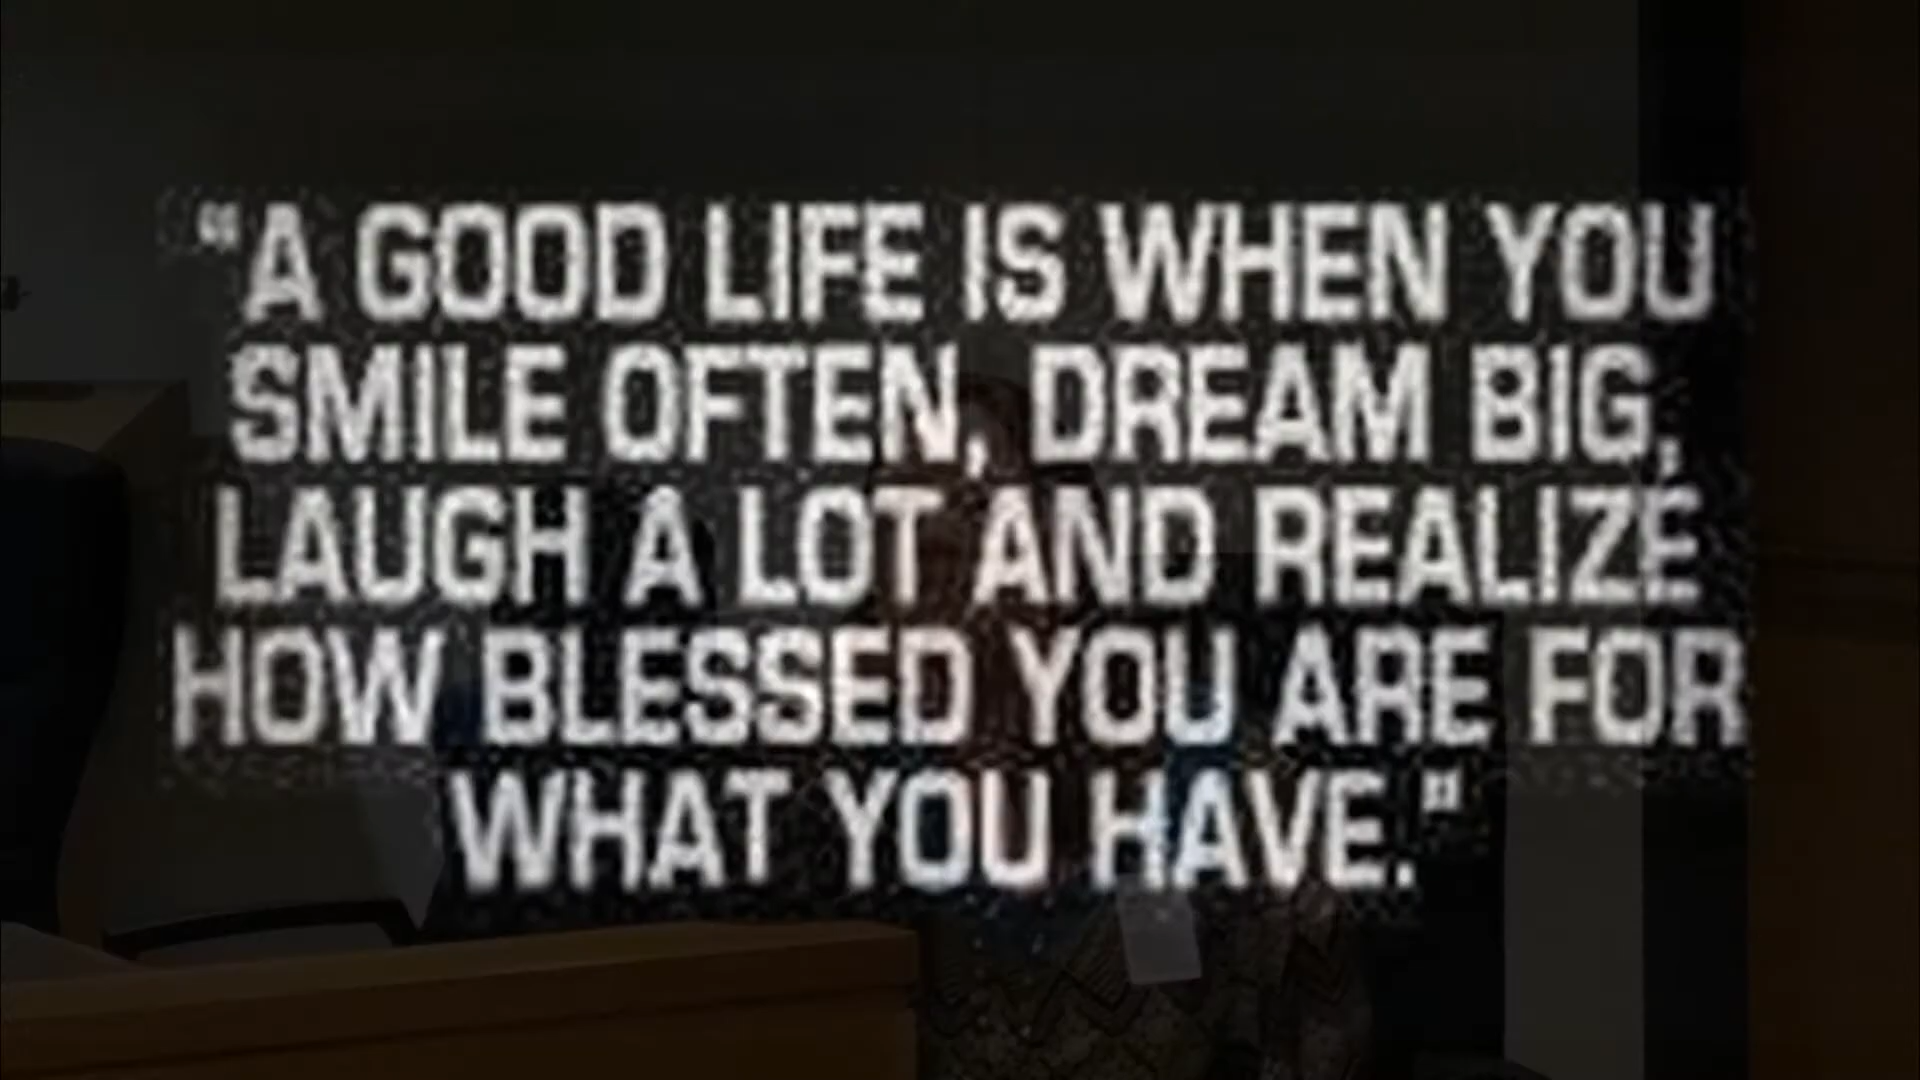 "A GOOD LIFE IS WHEN YOU
SMILE OFTEN, DREAM BIG,
LAUGH A LOT AND REALIZE
HOW BLESSED YOU ARE FOR
WHAT YOU HAVE."